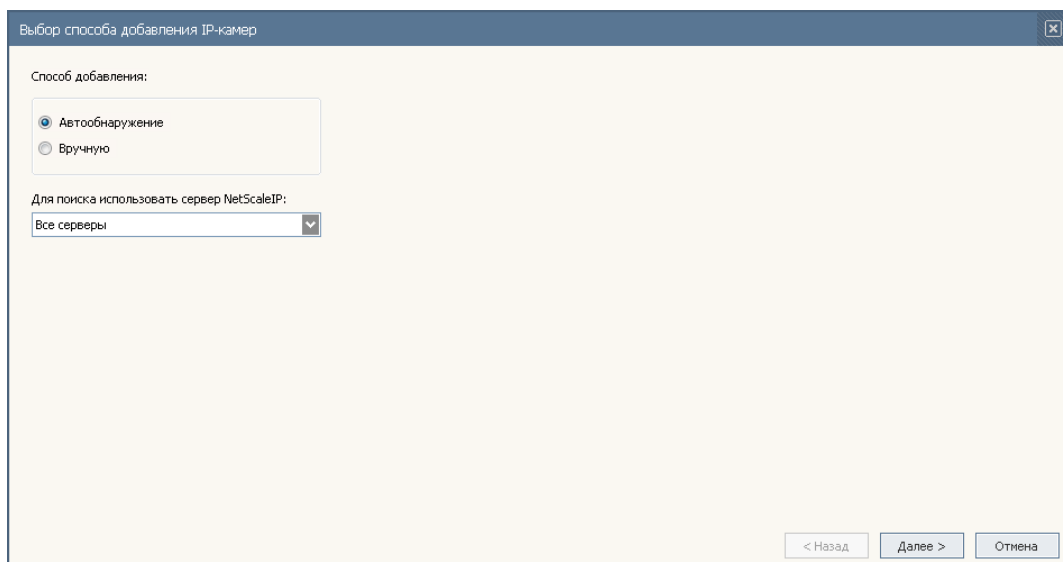 Выбор способа добавления IP-камер
Способ добавления:
Автообнаружение
Вручную
Для поиска использовать сервер NetScaleIP:
Все серверы
< Назад
Далее >
Отмена